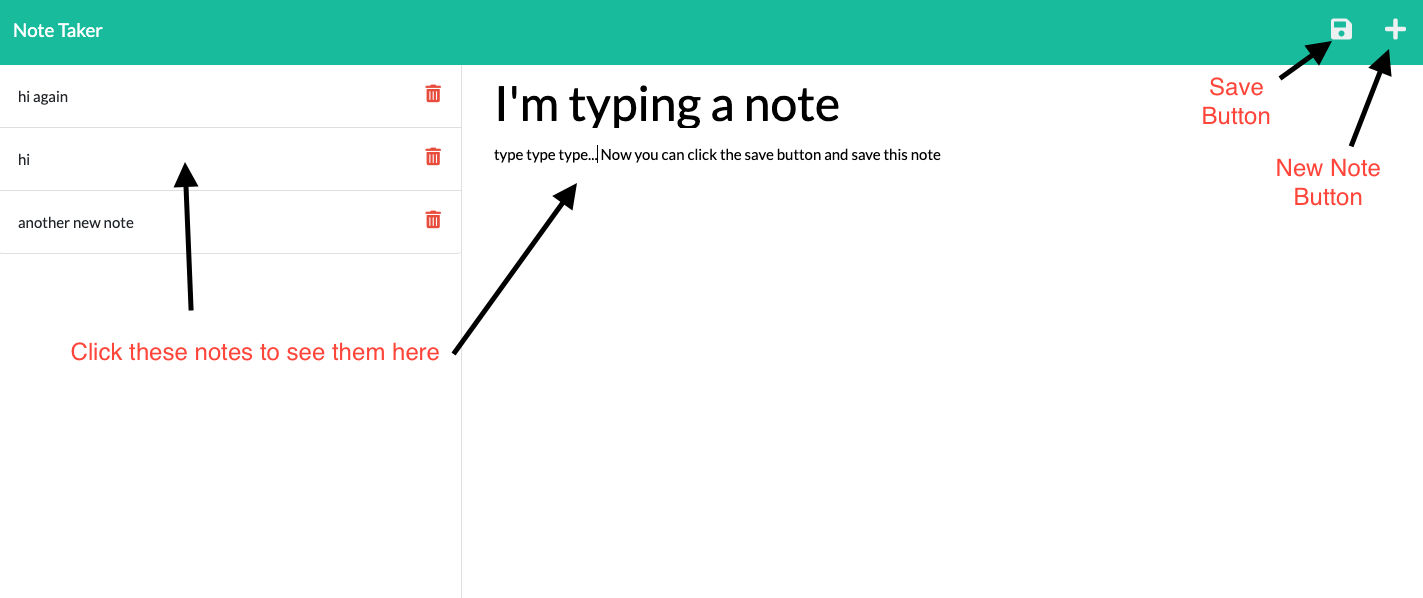 Note Taker
hi again
hi
another new note
Click these notes to see them here
I'm typing a note
type type type... Now you can click the save button and save this note
Save
Button
New Note
Button